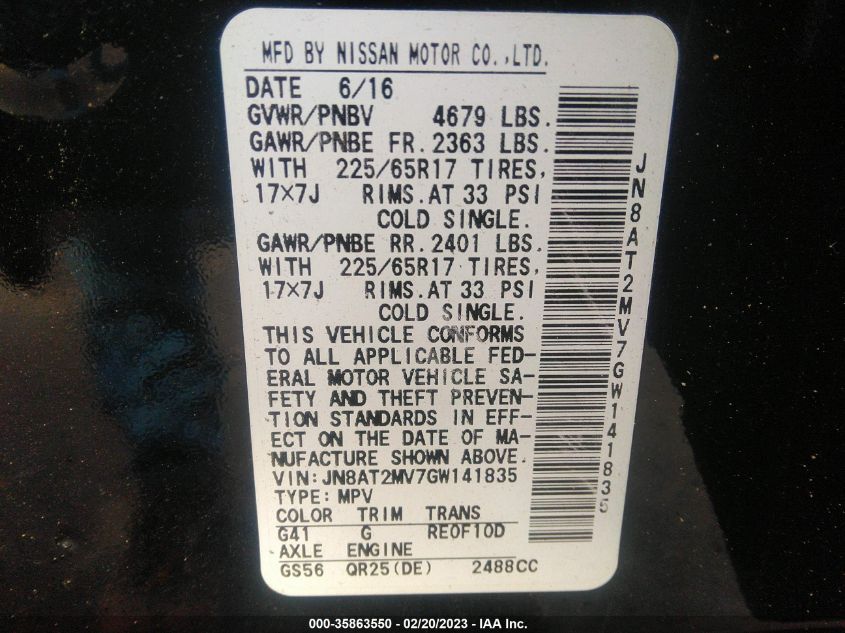 MFD BY NISSAN MOTOR CO.,LTD.
DATE 6/16
GVWR/PNBV 4679 LBS.
GAWR/PNBE FR. 2363 LBS.
WITH 225/65R17 TIRES,
17×7J RIMS.AT 33 PSI
COLD SINGLE.
GAWR/PNBE RR. 2401 LBS.
WITH 225/65R17 TIRES,
17×7J RIMS.AT 33 PSI
COLD SINGLE.
THIS VEHICLE CONFORMS
TO ALL APPLICABLE FED-
ERAL MOTOR VEHICLE SA-
FETY AND THEFT PREVEN-
TION STANDARDS IN EFF-
ECT ON THE DATE OF MA-
NUFACTURE SHOWN ABOVE.
VIN:JN8AT2MV7GW141835
TYPE: MPV
COLOR TRIM TRANS
G41 G RE0F10D
AXLE ENGINE
GS56 QR25(DE) 2488CC
JN8AT2MV7GW141835
000-35863550 - 02/20/2023 - IAA Inc.